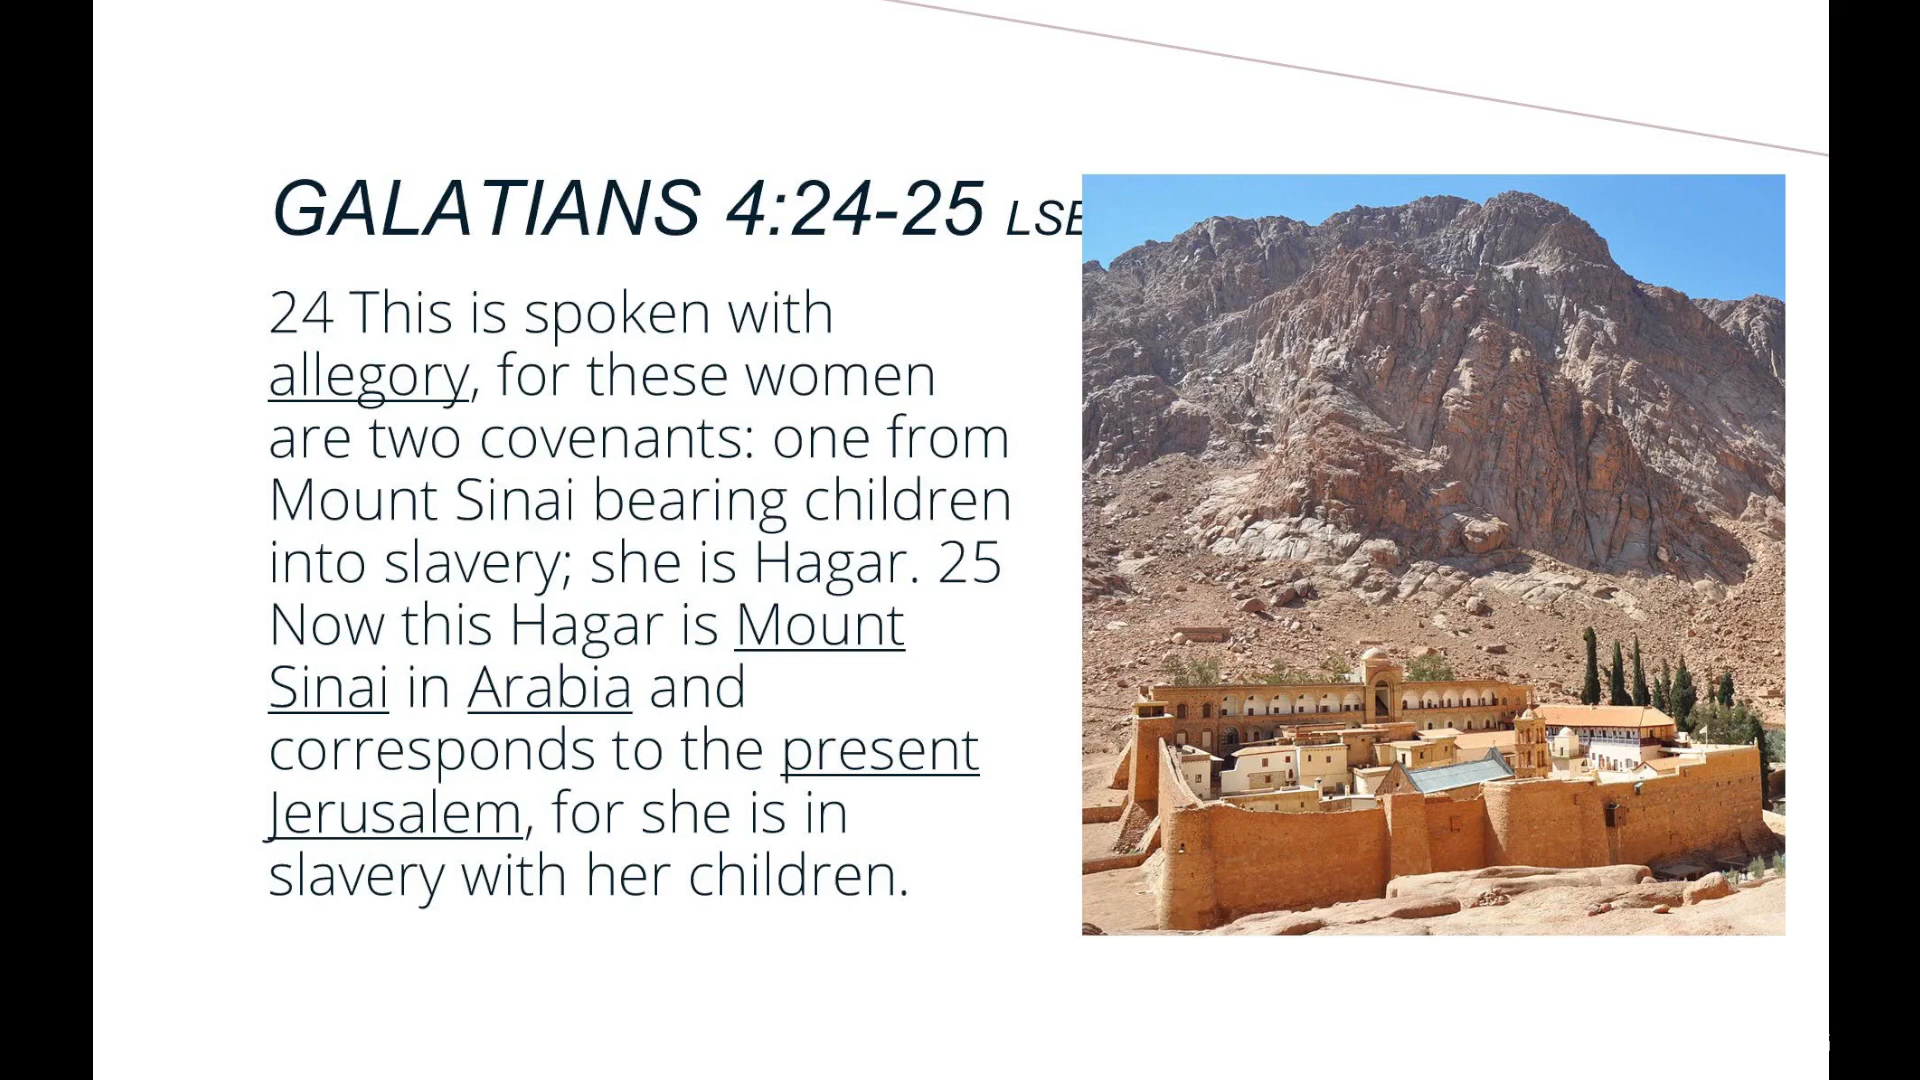 GALATIANS 4:24-25 LSB
24 This is spoken with
allegory, for these women
are two covenants: one from
Mount Sinai bearing children
into slavery; she is Hagar. 25
Now this Hagar is Mount
Sinai in Arabia and
corresponds to the present
Jerusalem, for she is in
slavery with her children.